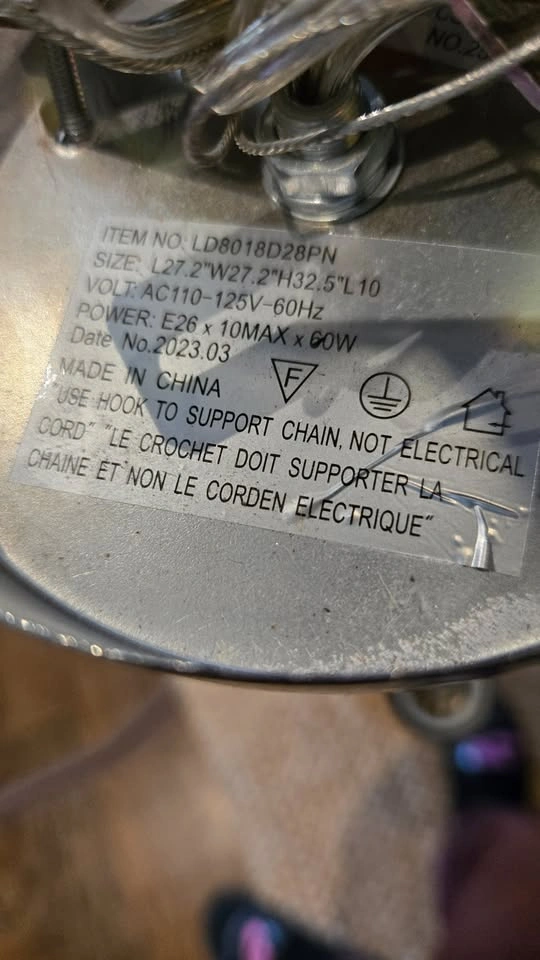 NO.2
ITEM NO. LD8018D28PN
SIZE: L27.2"W27.2"H32.5"L10
VOLT: AC110-125V-60Hz
POWER: E26 x 10MAX x 60W
Date No.2023.03
MADE IN CHINA
F
"USE HOOK TO SUPPORT CHAIN, NOT ELECTRICAL
CORD" "LE CROCHET DOIT SUPPORTER LA
CHAINE ET NON LE CORDEN ELECTRIQUE"